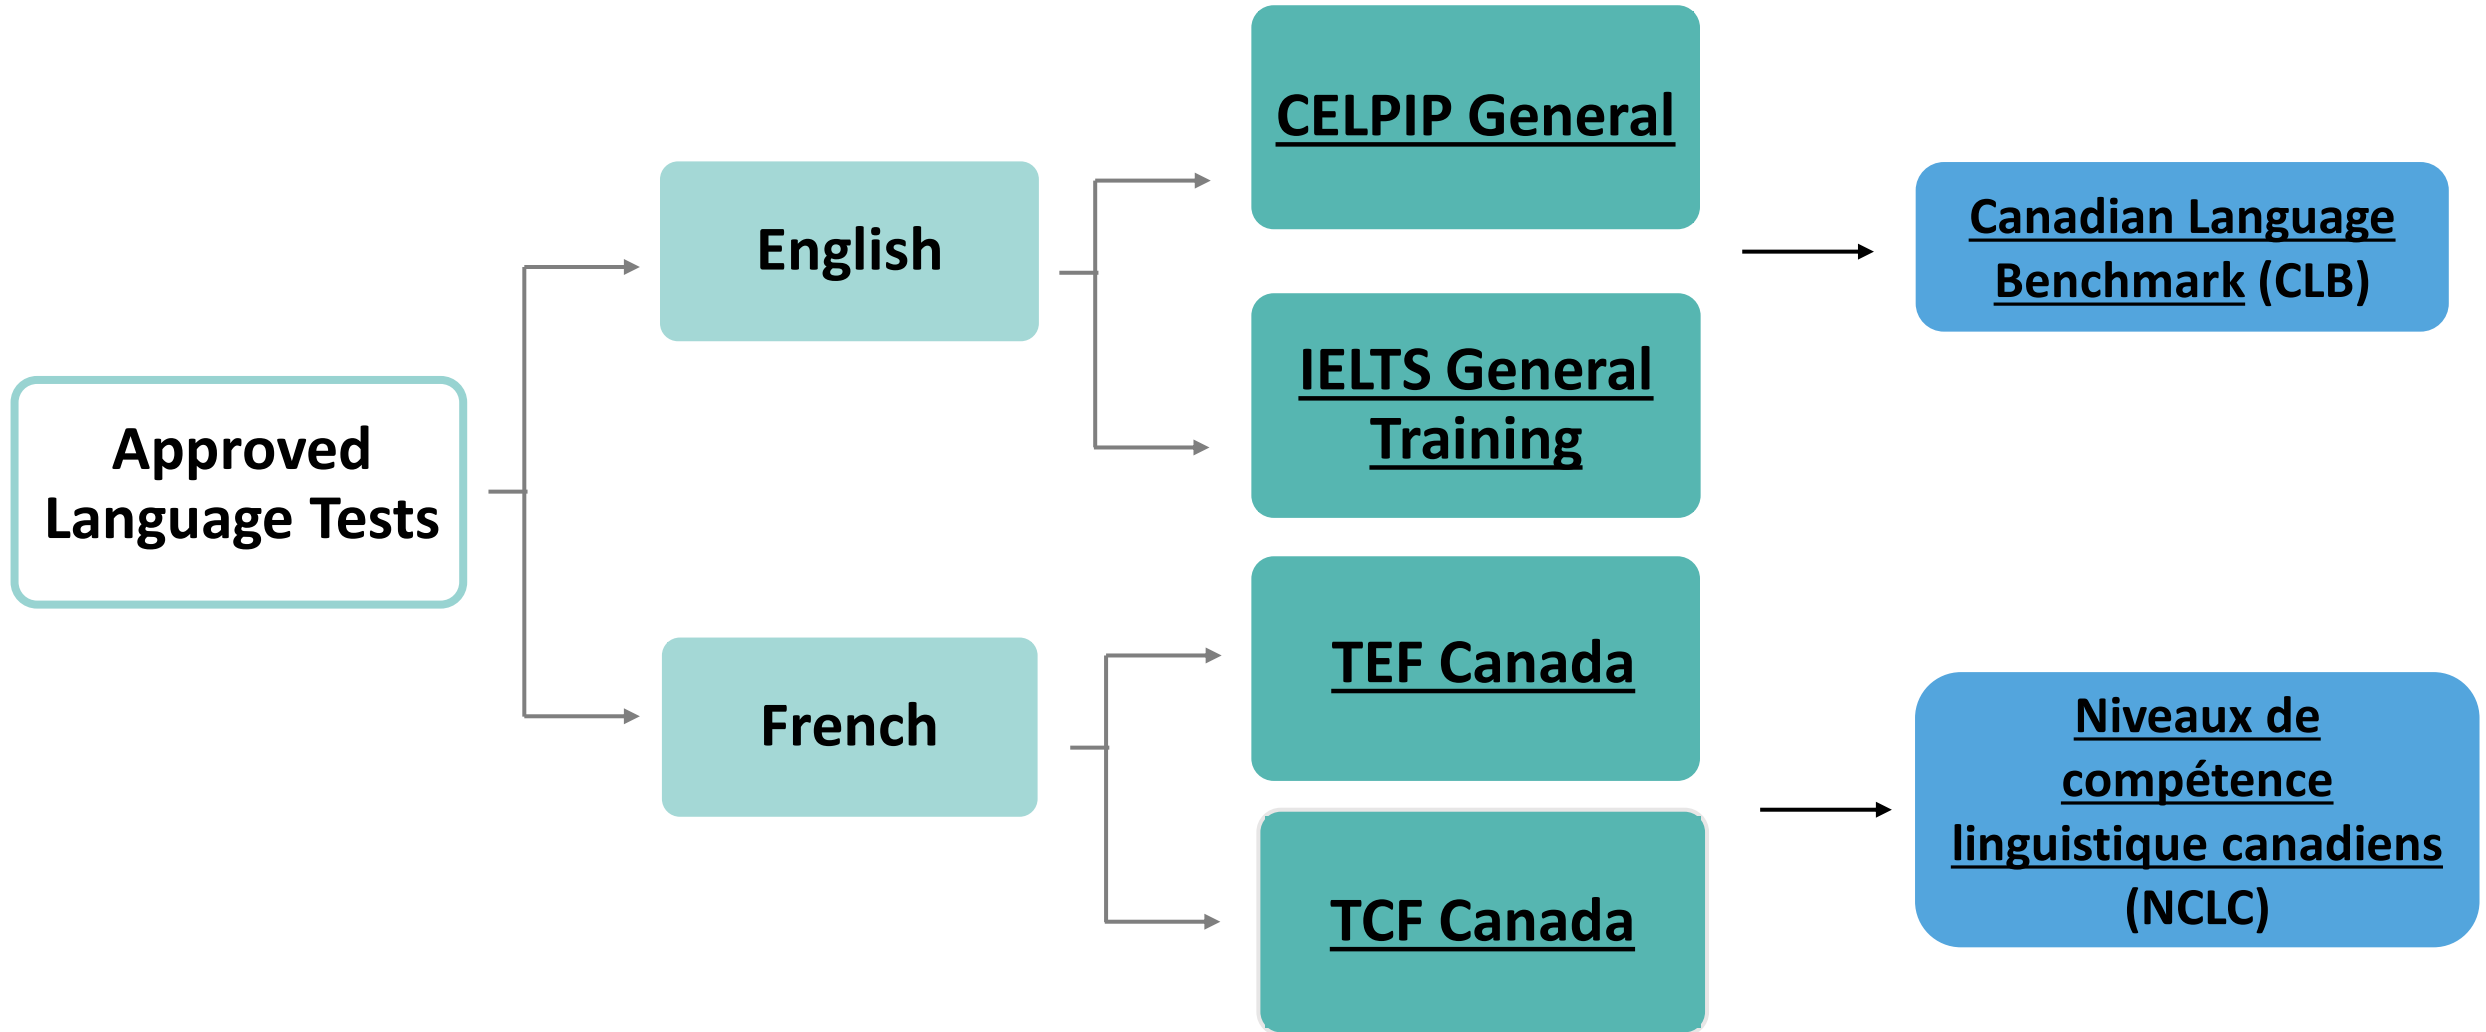 Approved
Language Tests
English
French
CELPIP General
IELTS General
Training
TEF Canada
TCF Canada
Canadian Language
Benchmark (CLB)
Niveaux de
compétence
linguistique canadiens
(NCLC)